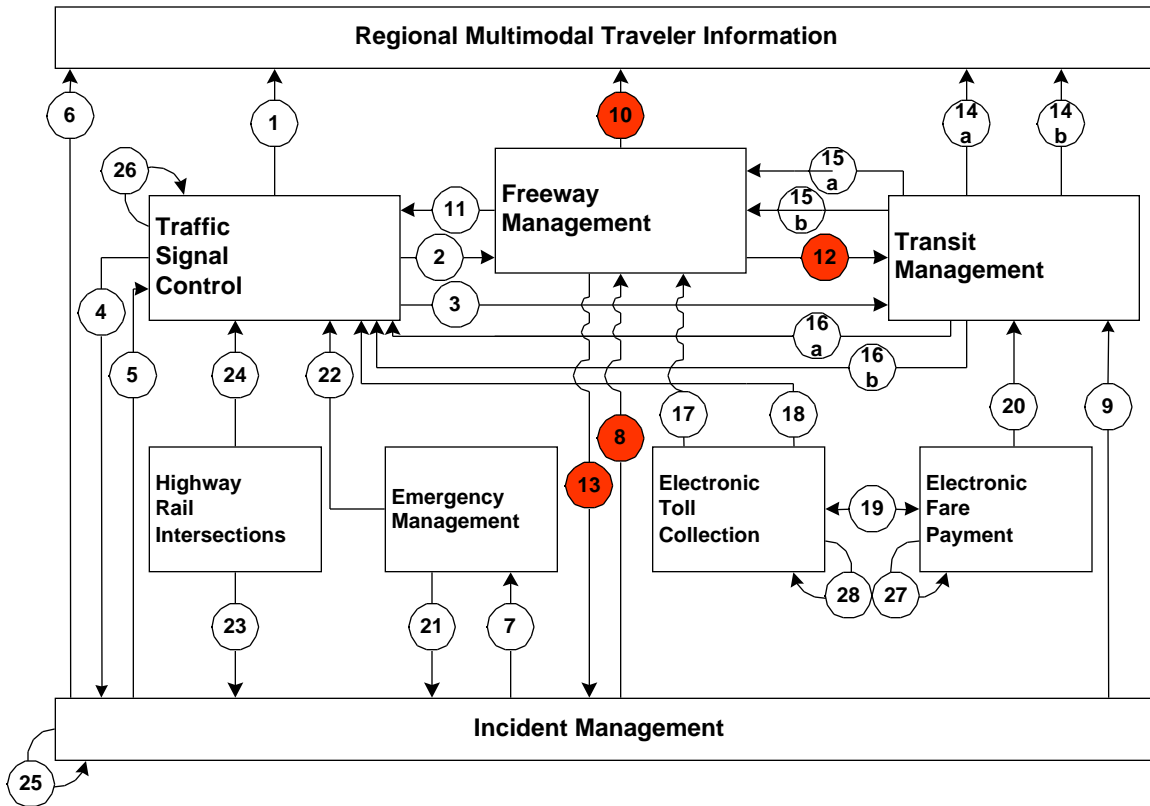 Regional Multimodal Traveler Information
6
1
10
14
a
14
b
26
15
a
Freeway
Management
11
15
b
Traffic
Signal
Control
2
12
Transit
Management
3
4
16
a
5
24
22
16
b
20
9
17
18
8
13
Highway
Rail
Intersections
Emergency
Management
Electronic
Toll
Collection
19
Electronic
Fare
Payment
28
27
23
21
7
Incident Management
25